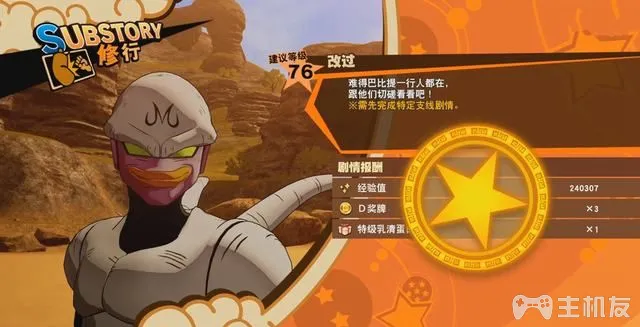 SUBSTORY
修行
建议等级
76
改过
难得巴比提一行人都在，
跟他们切磋看看吧！
※需先完成特定支线剧情。
剧情报酬
经验值 240307
D奖牌 ×3
特级乳清蛋 ×1
M
主机友